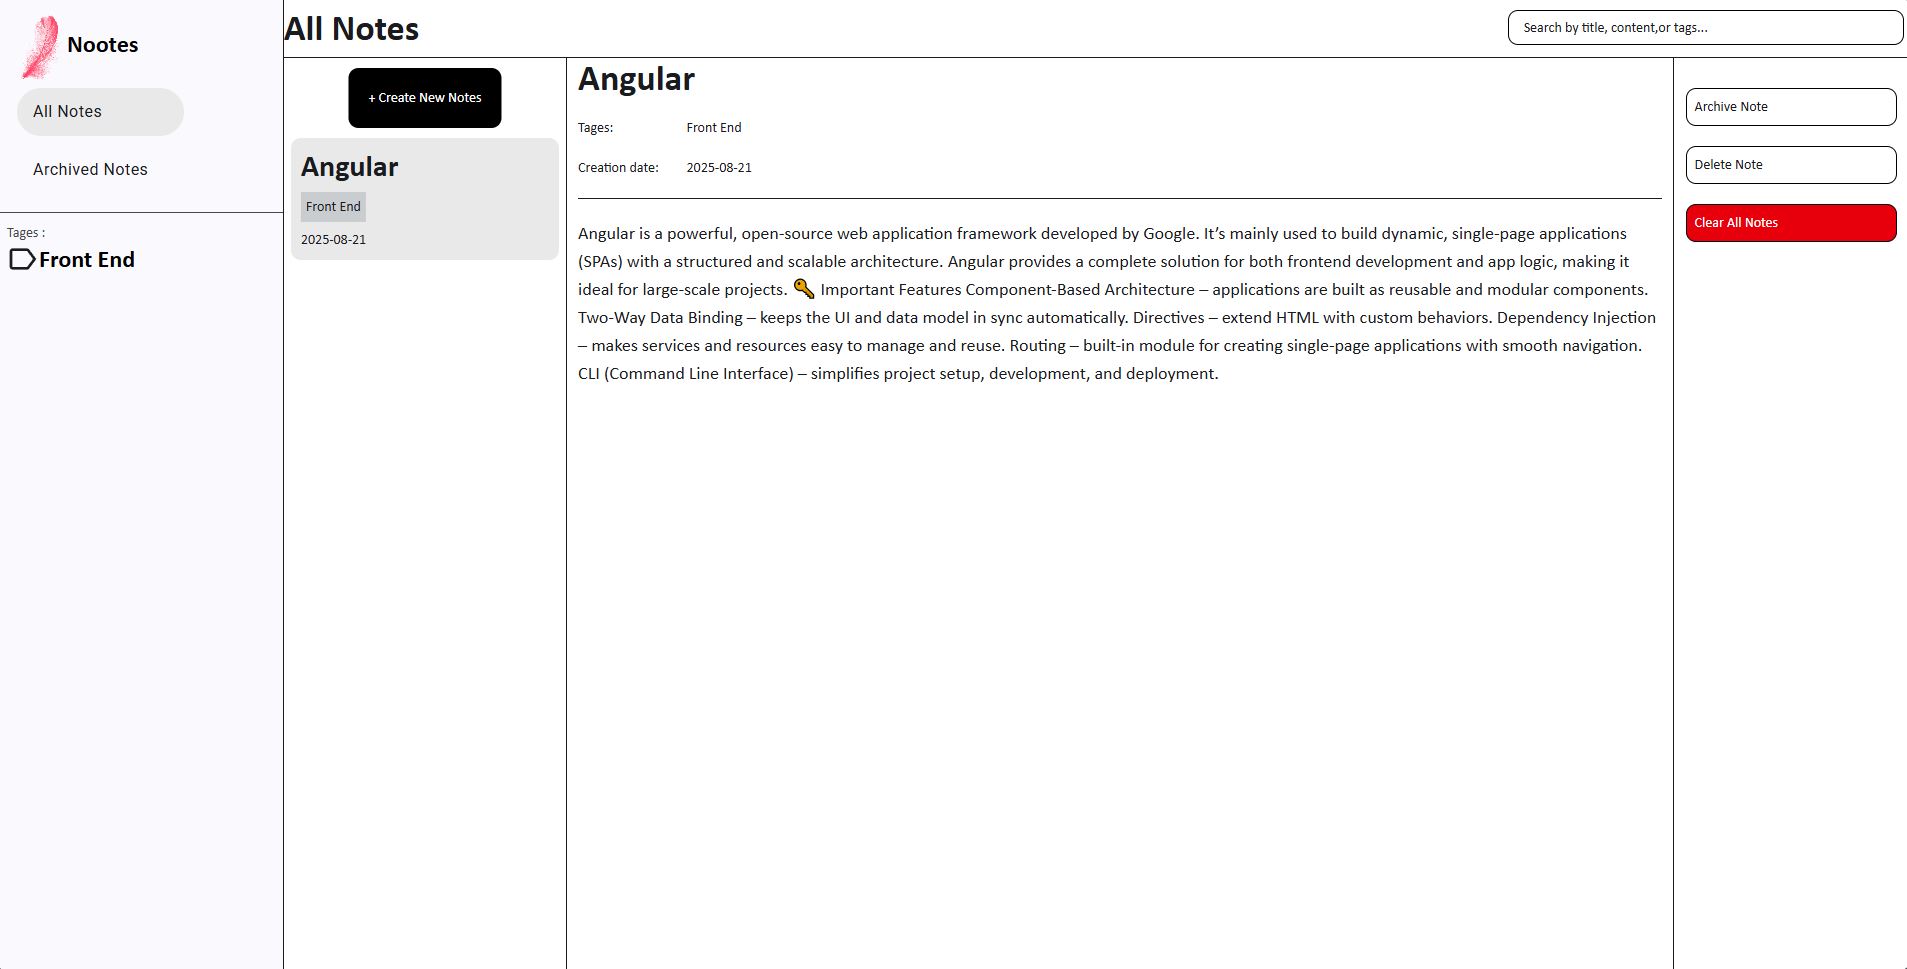 Nootes
All Notes
Archived Notes
Tages :
Front End
All Notes
Search by title, content,or tags...
+ Create New Notes
Angular
Front End
2025-08-21
Angular
Tages: Front End
Creation date: 2025-08-21
Angular is a powerful, open-source web application framework developed by Google. It’s mainly used to build dynamic, single-page applications
(SPAs) with a structured and scalable architecture. Angular provides a complete solution for both frontend development and app logic, making it
ideal for large-scale projects. 🔑 Important Features Component-Based Architecture – applications are built as reusable and modular components.
Two-Way Data Binding – keeps the UI and data model in sync automatically. Directives – extend HTML with custom behaviors. Dependency Injection
– makes services and resources easy to manage and reuse. Routing – built-in module for creating single-page applications with smooth navigation.
CLI (Command Line Interface) – simplifies project setup, development, and deployment.
Archive Note
Delete Note
Clear All Notes